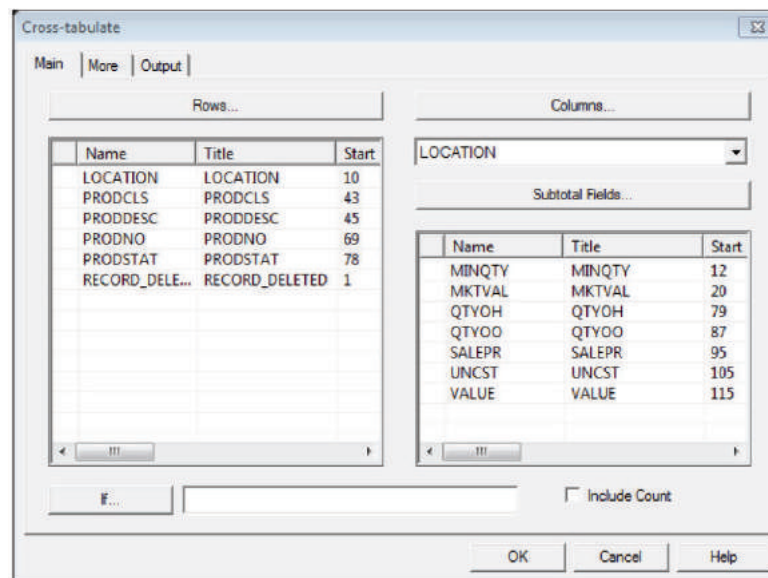 Cross-tabulate
Main More Output
Rows...
Name Title Start
LOCATION LOCATION 10
PRODCLS PRODCLS 43
PRODDESC PRODDESC 45
PRODNO PRODNO 69
PRODSTAT PRODSTAT 78
RECORD_DELE... RECORD_DELETED 1
Columns...
LOCATION
Subtotal Fields...
Name Title Start
MINQTY MINQTY 12
MKTVAL MKTVAL 20
QTYOH QTYOH 79
QTYOO QTYOO 87
SALEPR SALEPR 95
UNCST UNCST 105
VALUE VALUE 115
If...
Include Count
OK Cancel Help